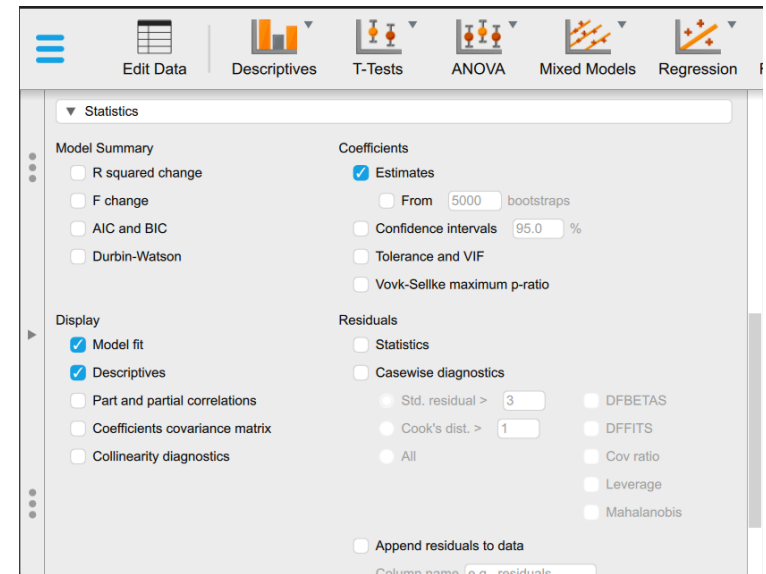 Edit Data
Descriptives
T-Tests
ANOVA
Mixed Models
Regression
Statistics
Model Summary
R squared change
F change
AIC and BIC
Durbin-Watson
Coefficients
Estimates
From 5000 bootstraps
Confidence intervals 95.0 %
Tolerance and VIF
Vovk-Sellke maximum p-ratio
Display
Model fit
Descriptives
Part and partial correlations
Coefficients covariance matrix
Collinearity diagnostics
Residuals
Statistics
Casewise diagnostics
Std. residual > 3
Cook's dist. > 1
All
DFBETAS
DFFITS
Cov ratio
Leverage
Mahalanobis
Append residuals to data
Column name e.g., residuals